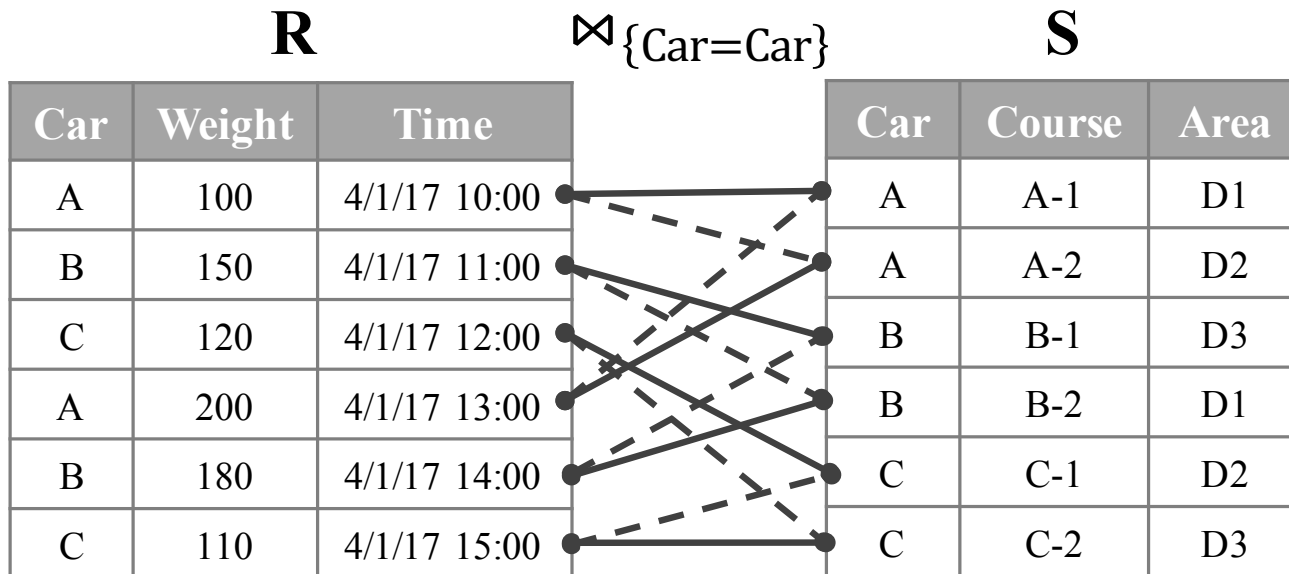 R ⋈{Car=Car} S
Car Weight Time Car Course Area
A 100 4/1/17 10:00 A A-1 D1
B 150 4/1/17 11:00 A A-2 D2
C 120 4/1/17 12:00 B B-1 D3
A 200 4/1/17 13:00 B B-2 D1
B 180 4/1/17 14:00 C C-1 D2
C 110 4/1/17 15:00 C C-2 D3